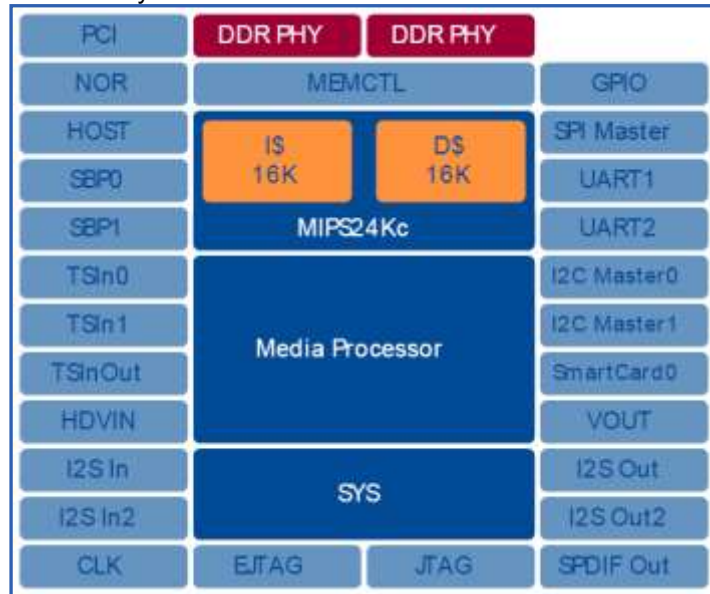 PCI
DDR PHY
DDR PHY
NOR
MEMCTL
GPIO
HOST
I$
16K
D$
16K
SPI Master
SBP0
UART1
SBP1
MIPS24Kc
UART2
TSIn0
I2C Master0
TSIn1
Media Processor
I2C Master1
TSInOut
SmartCard0
HDVIN
VOUT
I2S In
SYS
I2S Out
I2S In2
I2S Out2
CLK
EJTAG
JTAG
SPDIF Out